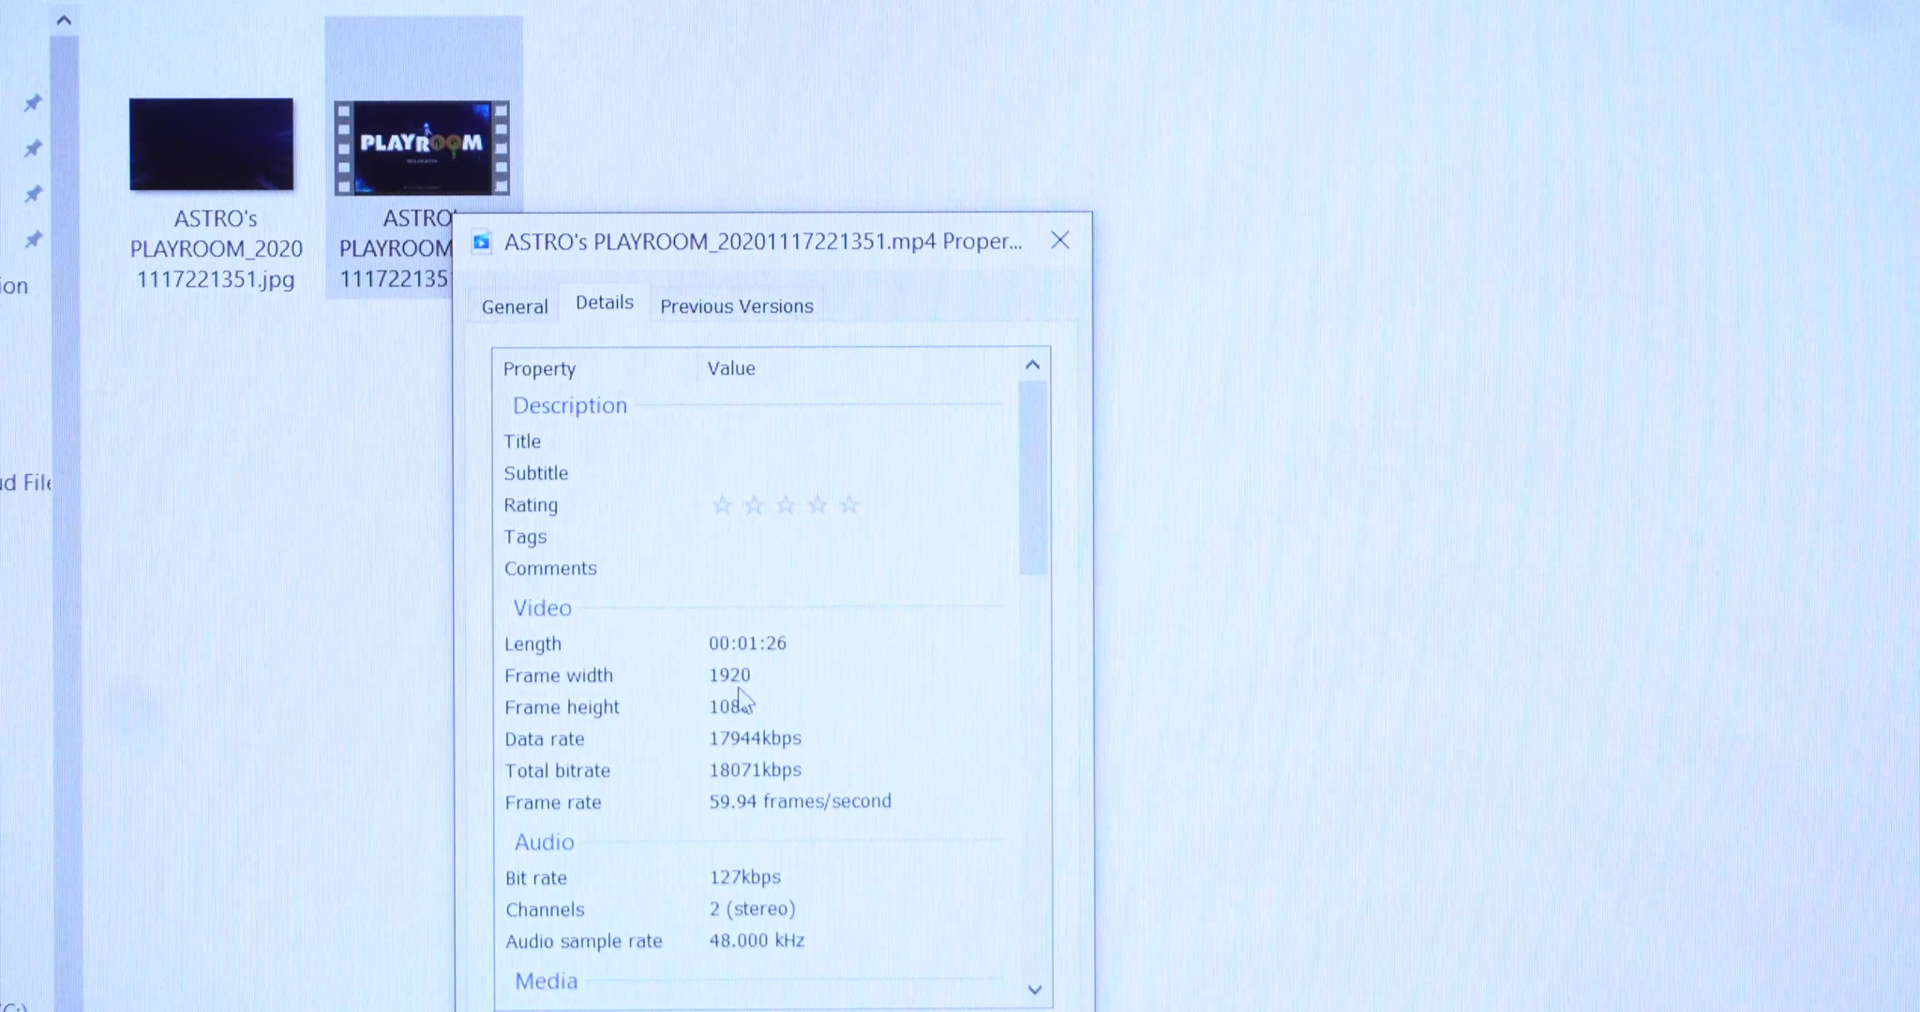 PLAYROOM
ASTRO's
PLAYROOM_2020
1117221351.jpg
ASTRO'
PLAYROOM
111722135
ion
ud File
ASTRO's PLAYROOM_20201117221351.mp4 Proper...
General Details Previous Versions
Property Value
Description
Title
Subtitle
Rating ☆ ☆ ☆ ☆ ☆
Tags
Comments
Video
Length 00:01:26
Frame width 1920
Frame height 108
Data rate 17944kbps
Total bitrate 18071kbps
Frame rate 59.94 frames/second
Audio
Bit rate 127kbps
Channels 2 (stereo)
Audio sample rate 48.000 kHz
Media